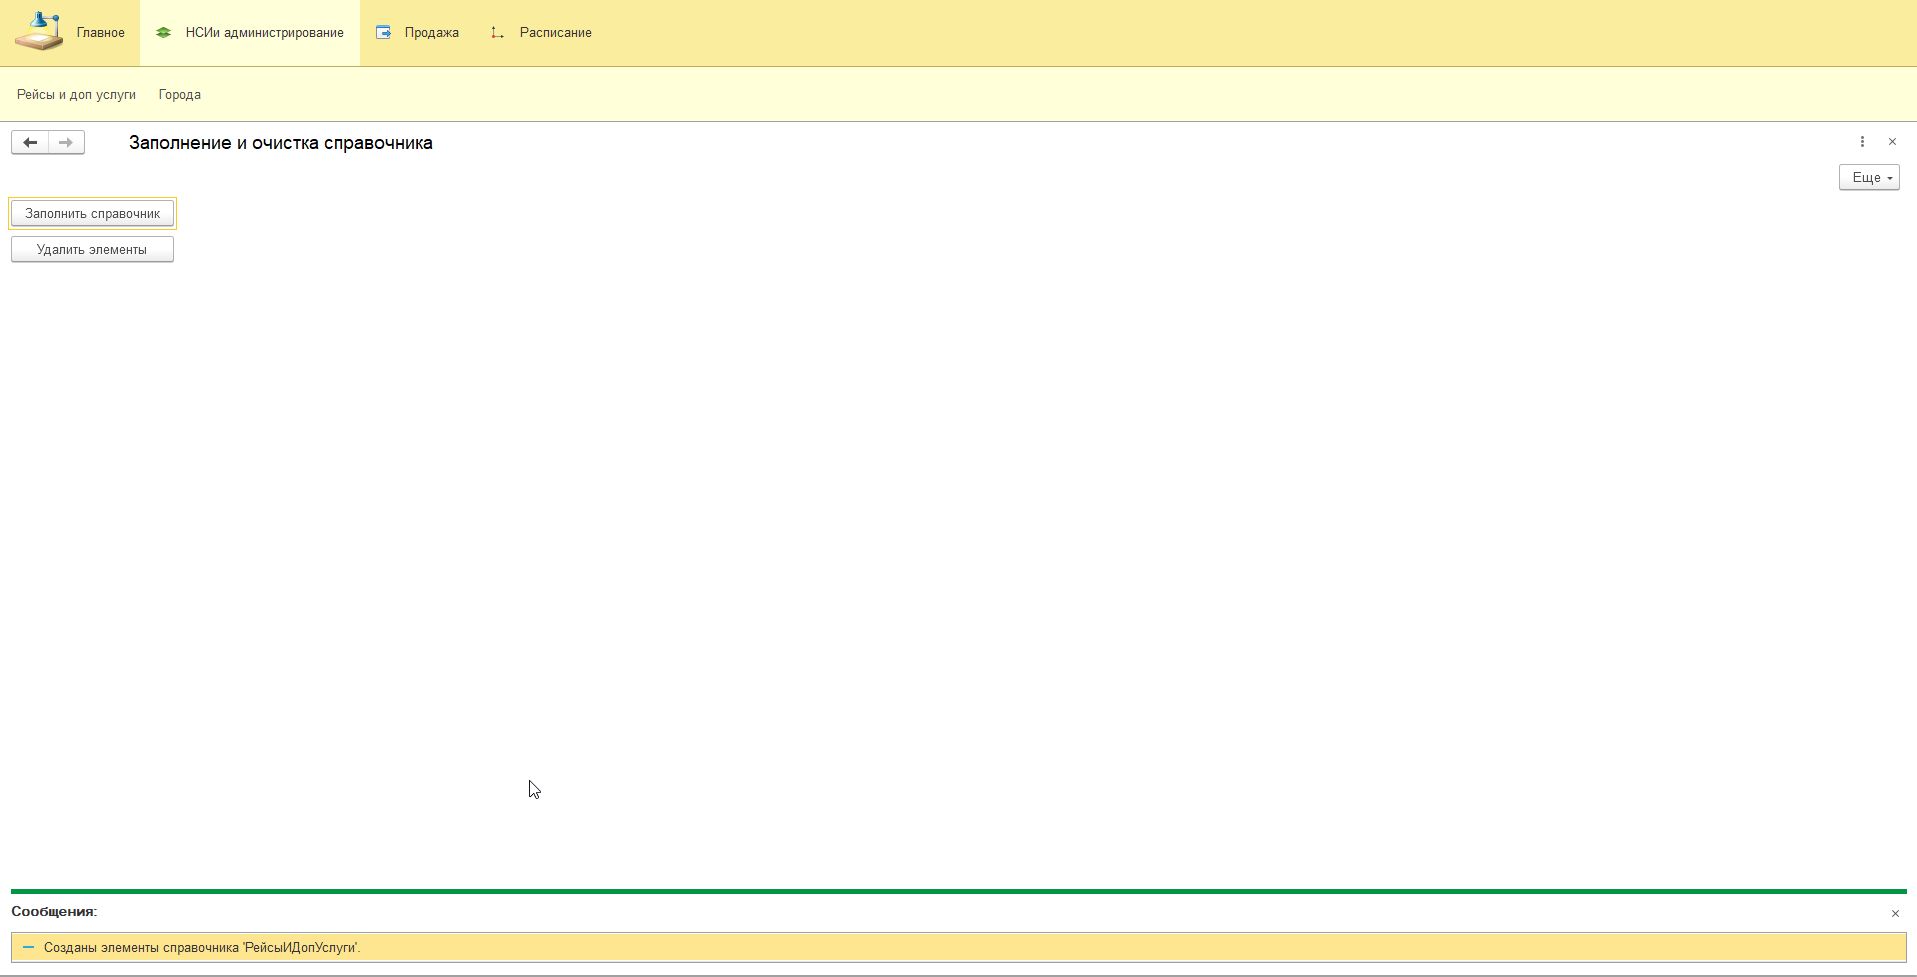 Главное НСИи администрирование Продажа Расписание
Рейсы и доп услуги Города
Заполнение и очистка справочника
Еще
Заполнить справочник
Удалить элементы
Сообщения:
Созданы элементы справочника 'РейсыИДопУслуги'.